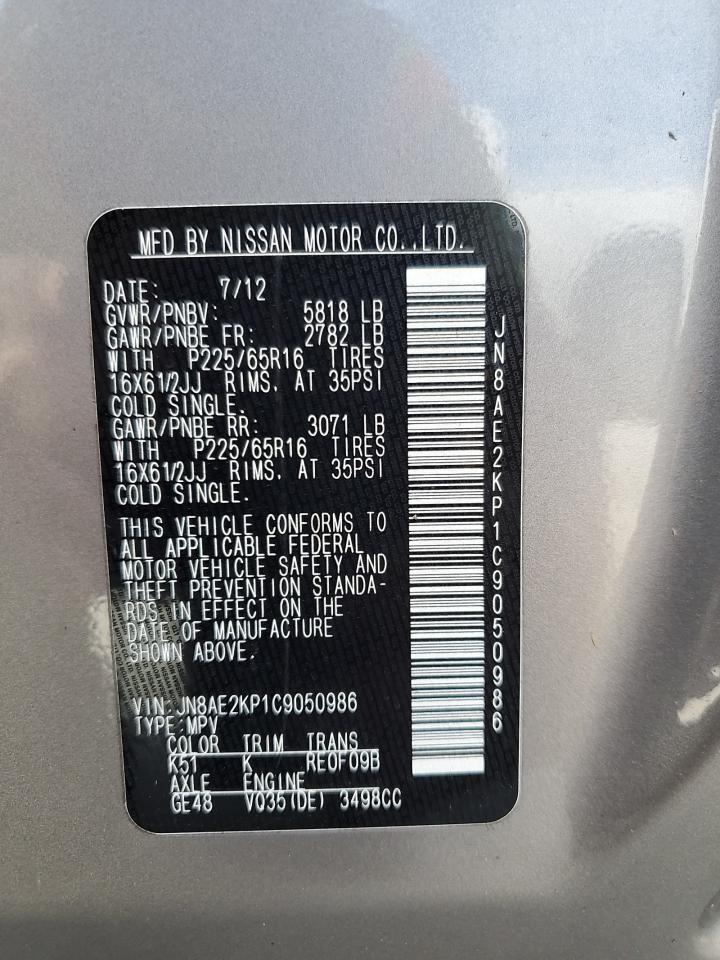 MFD BY NISSAN MOTOR CO.,LTD.
DATE: 7/12
GVWR/PNBV: 5818 LB
GAWR/PNBE FR: 2782 LB
WITH P225/65R16 TIRES
16X61/2JJ RIMS, AT 35PSI
COLD SINGLE.
GAWR/PNBE RR: 3071 LB
WITH P225/65R16 TIRES
16X61/2JJ RIMS, AT 35PSI
COLD SINGLE.
THIS VEHICLE CONFORMS TO
ALL APPLICABLE FEDERAL
MOTOR VEHICLE SAFETY AND
THEFT PREVENTION STANDA-
RDS IN EFFECT ON THE
DATE OF MANUFACTURE
SHOWN ABOVE.
VIN:JN8AE2KP1C9050986
TYPE:MPV
COLOR TRIM TRANS
K51 K RE0F09B
AXLE ENGINE
GE48 VQ35(DE) 3498CC
JN8AE2KP1C9050986